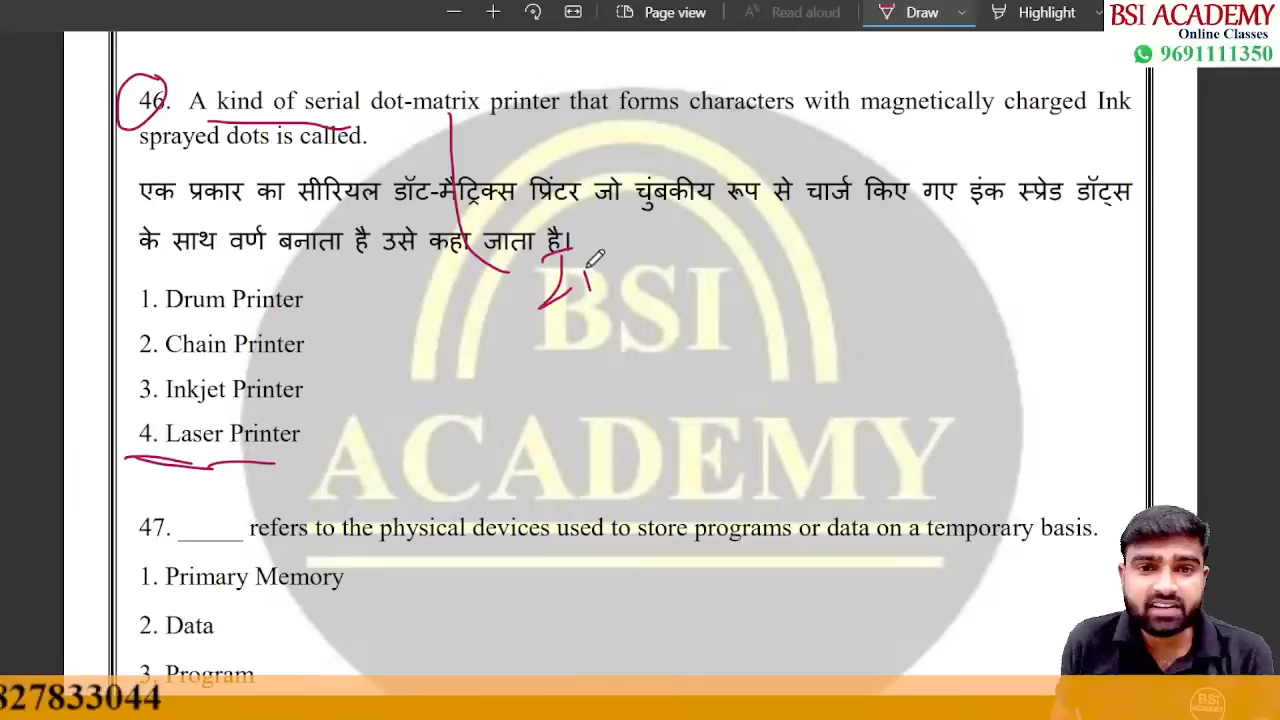 Page view
Read aloud
Draw
Highlight
BSI ACADEMY
Online Classes
9691111350
46. A kind of serial dot-matrix printer that forms characters with magnetically charged Ink
sprayed dots is called.
एक प्रकार का सीरियल डॉट-मैट्रिक्स प्रिंटर जो चुंबकीय रूप से चार्ज किए गए इंक स्प्रेड डॉट्स
के साथ वर्ण बनाता है उसे कहा जाता है।
1. Drum Printer
2. Chain Printer
3. Inkjet Printer
4. Laser Printer
BSI
ACADEMY
47. _____ refers to the physical devices used to store programs or data on a temporary basis.
1. Primary Memory
2. Data
3. Program
827833044